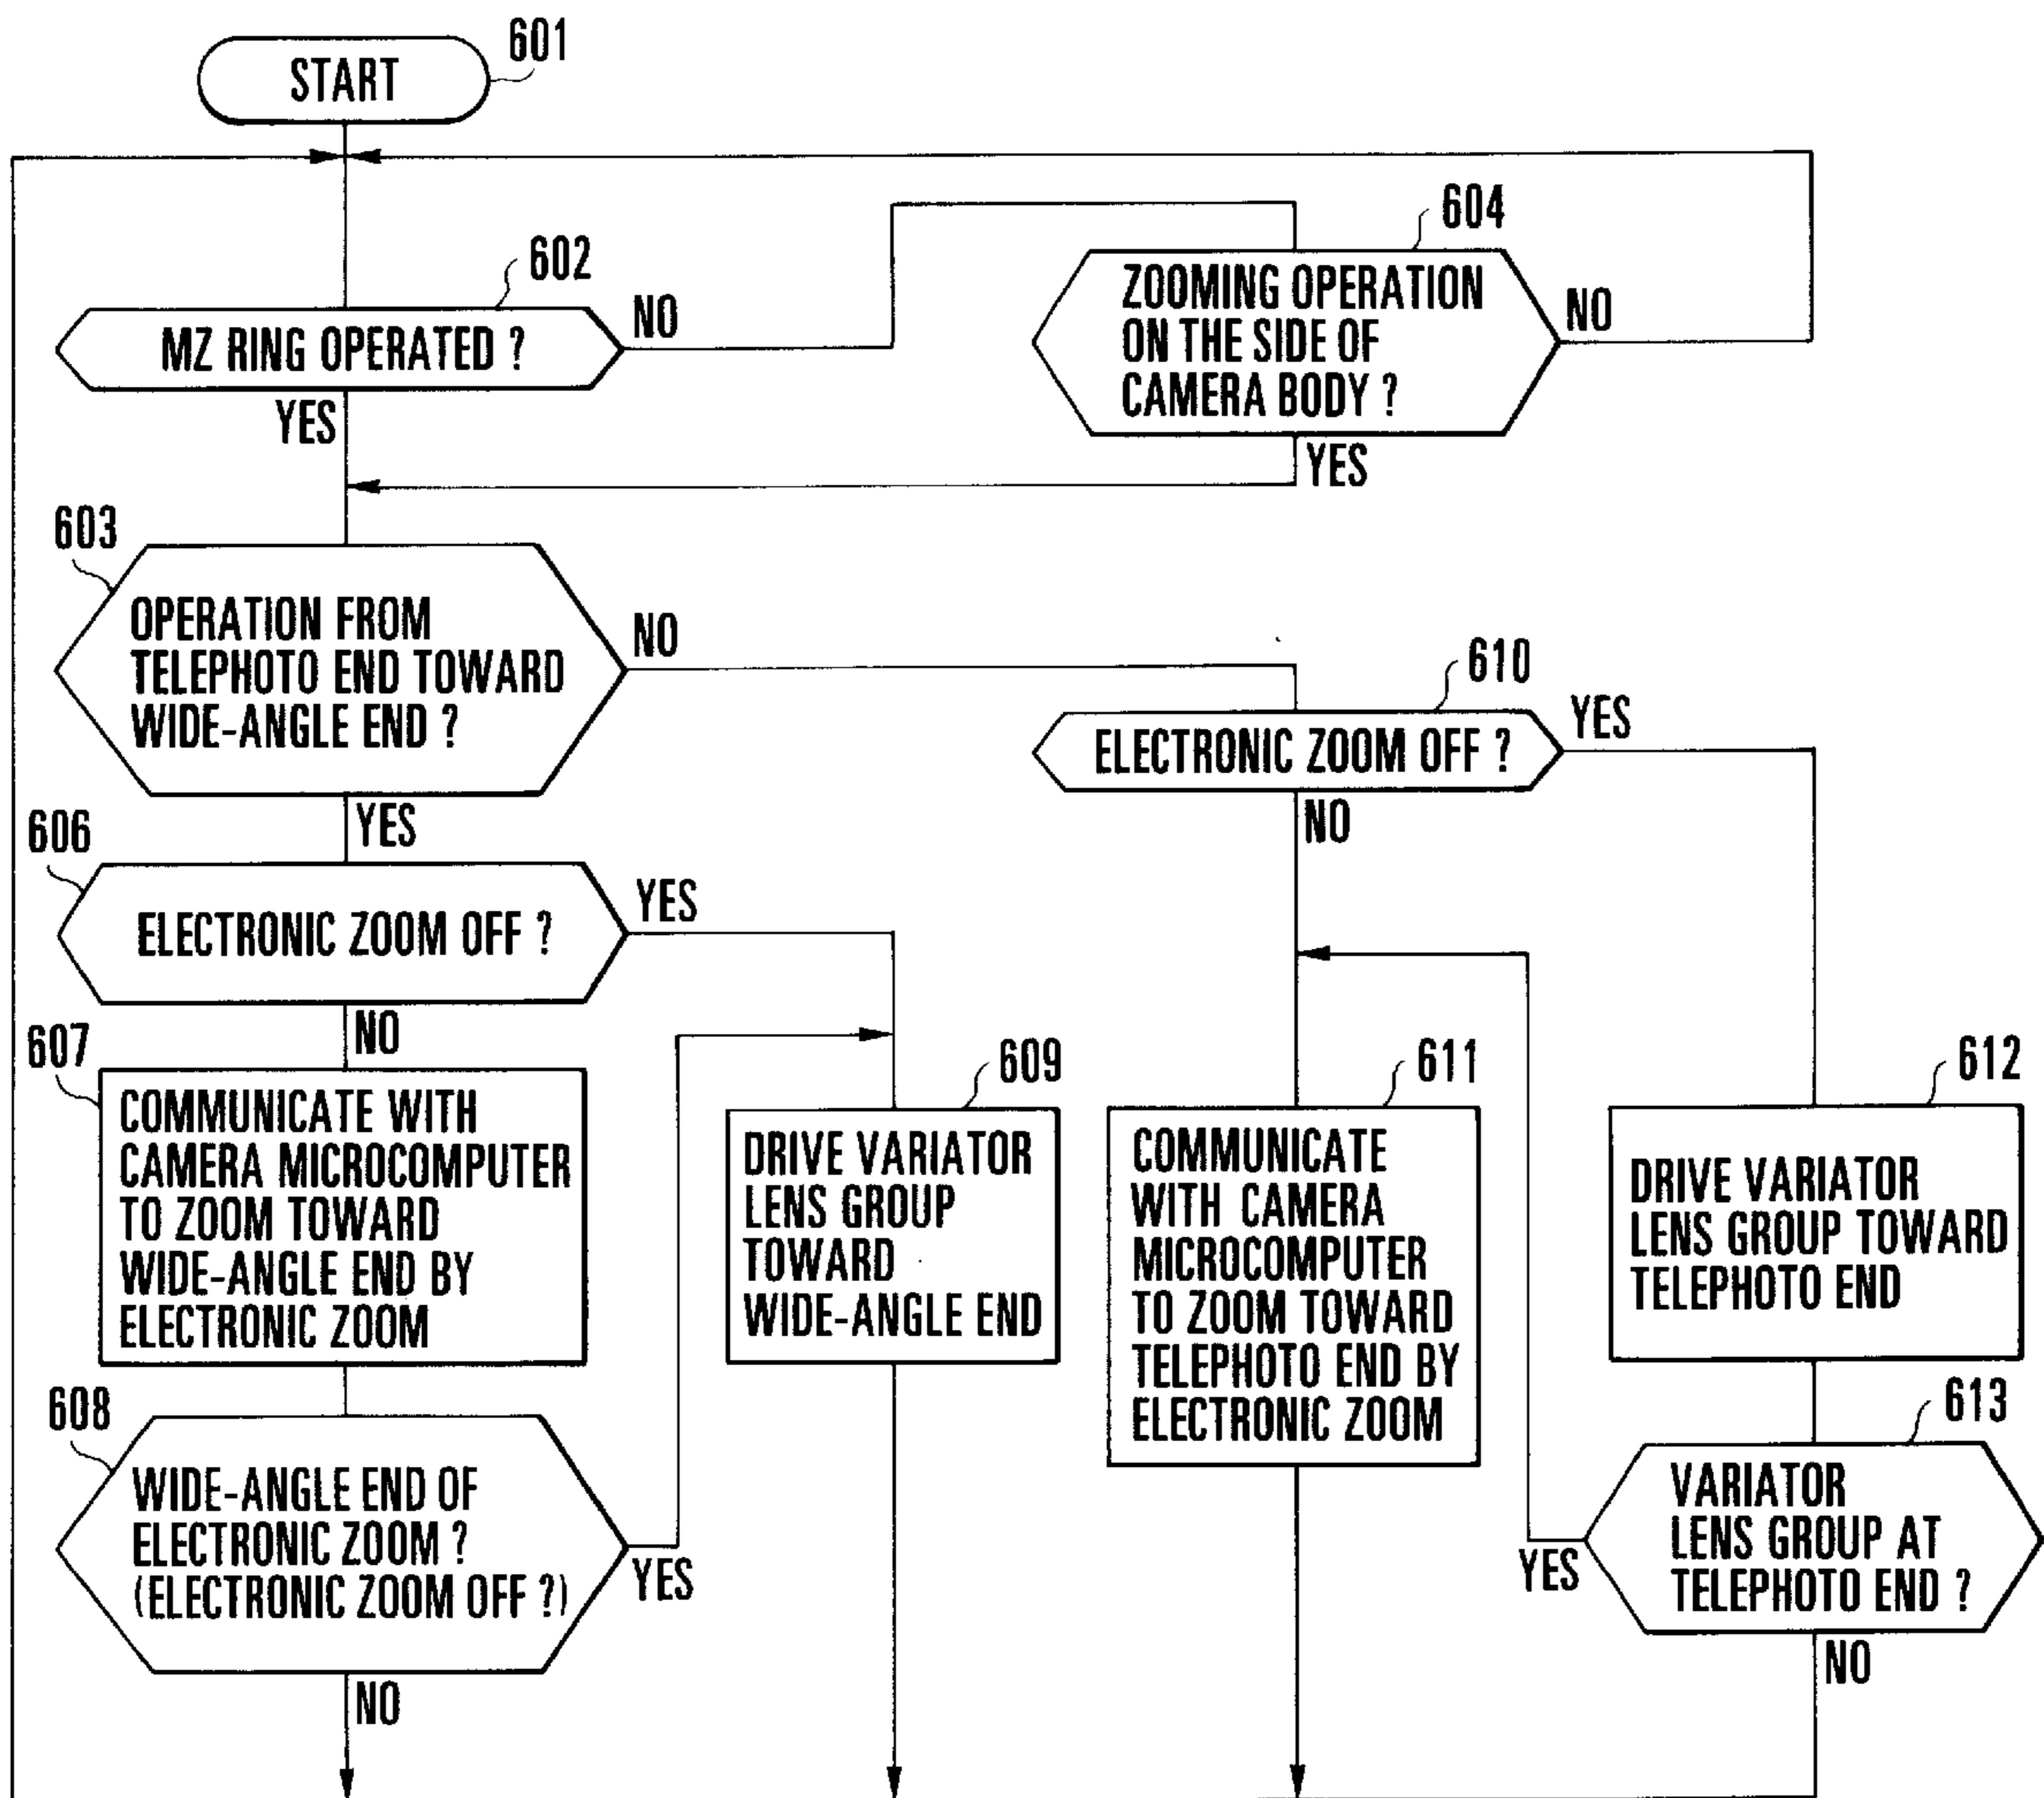 601
START
602
MZ RING OPERATED ?
NO
YES
604
ZOOMING OPERATION
ON THE SIDE OF
CAMERA BODY ?
NO
YES
603
OPERATION FROM
TELEPHOTO END TOWARD
WIDE-ANGLE END ?
NO
YES
610
ELECTRONIC ZOOM OFF ?
YES
NO
606
ELECTRONIC ZOOM OFF ?
YES
NO
607
COMMUNICATE WITH
CAMERA MICROCOMPUTER
TO ZOOM TOWARD
WIDE-ANGLE END BY
ELECTRONIC ZOOM
609
DRIVE VARIATOR
LENS GROUP
TOWARD
WIDE-ANGLE END
611
COMMUNICATE
WITH CAMERA
MICROCOMPUTER
TO ZOOM TOWARD
TELEPHOTO END BY
ELECTRONIC ZOOM
612
DRIVE VARIATOR
LENS GROUP TOWARD
TELEPHOTO END
608
WIDE-ANGLE END OF
ELECTRONIC ZOOM ?
(ELECTRONIC ZOOM OFF ?)
YES
NO
613
VARIATOR
LENS GROUP AT
TELEPHOTO END ?
YES
NO